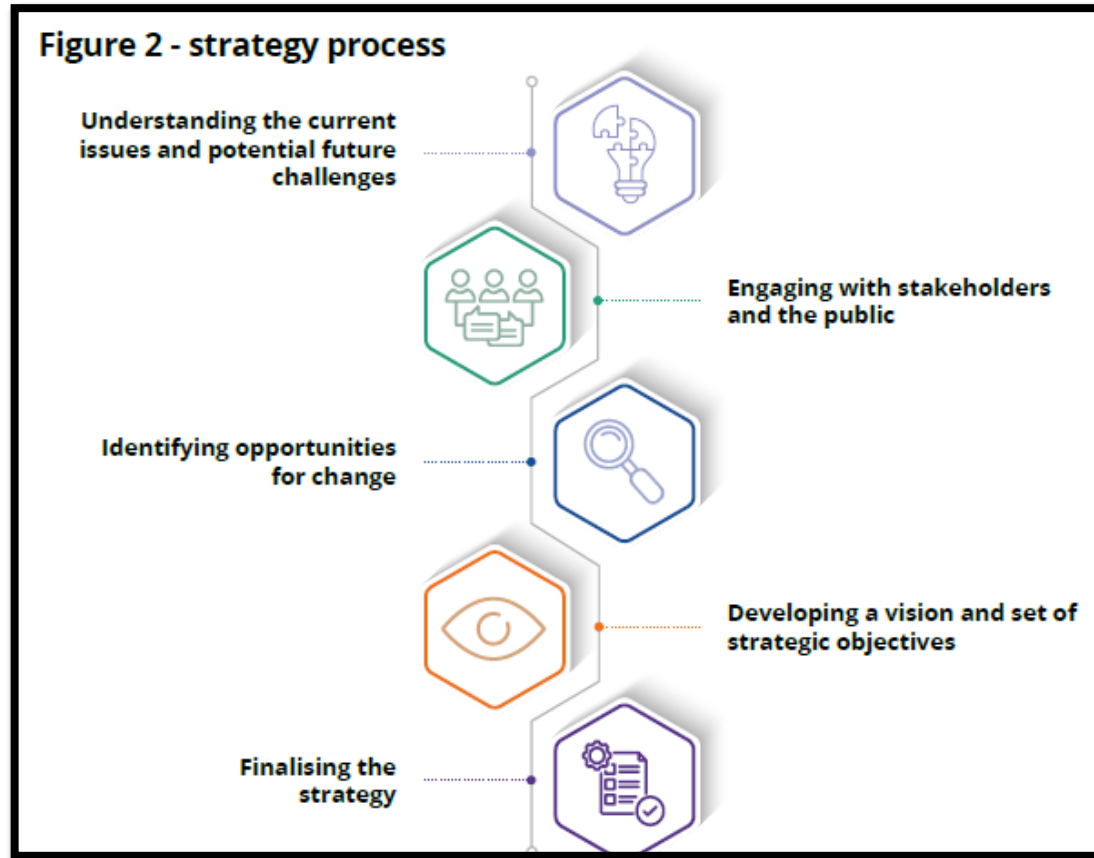 Figure 2 - strategy process
Understanding the current
issues and potential future
challenges
Engaging with stakeholders
and the public
Identifying opportunities
for change
Developing a vision and set of
strategic objectives
Finalising the
strategy